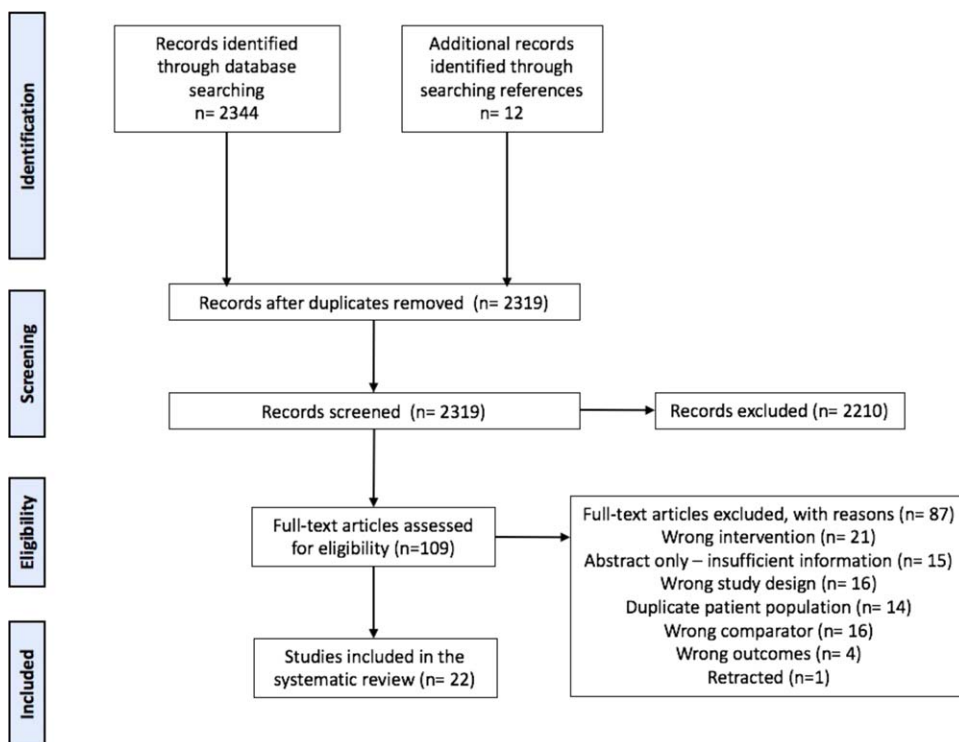 Identification
Records identified
through database
searching
n= 2344
Additional records
identified through
searching references
n= 12
Screening
Records after duplicates removed (n= 2319)
Records screened (n= 2319)
Records excluded (n= 2210)
Eligibility
Full-text articles assessed
for eligibility (n=109)
Full-text articles excluded, with reasons (n= 87)
Wrong intervention (n= 21)
Abstract only – insufficient information (n= 15)
Wrong study design (n= 16)
Duplicate patient population (n= 14)
Wrong comparator (n= 16)
Wrong outcomes (n= 4)
Retracted (n=1)
Included
Studies included in the
systematic review (n= 22)